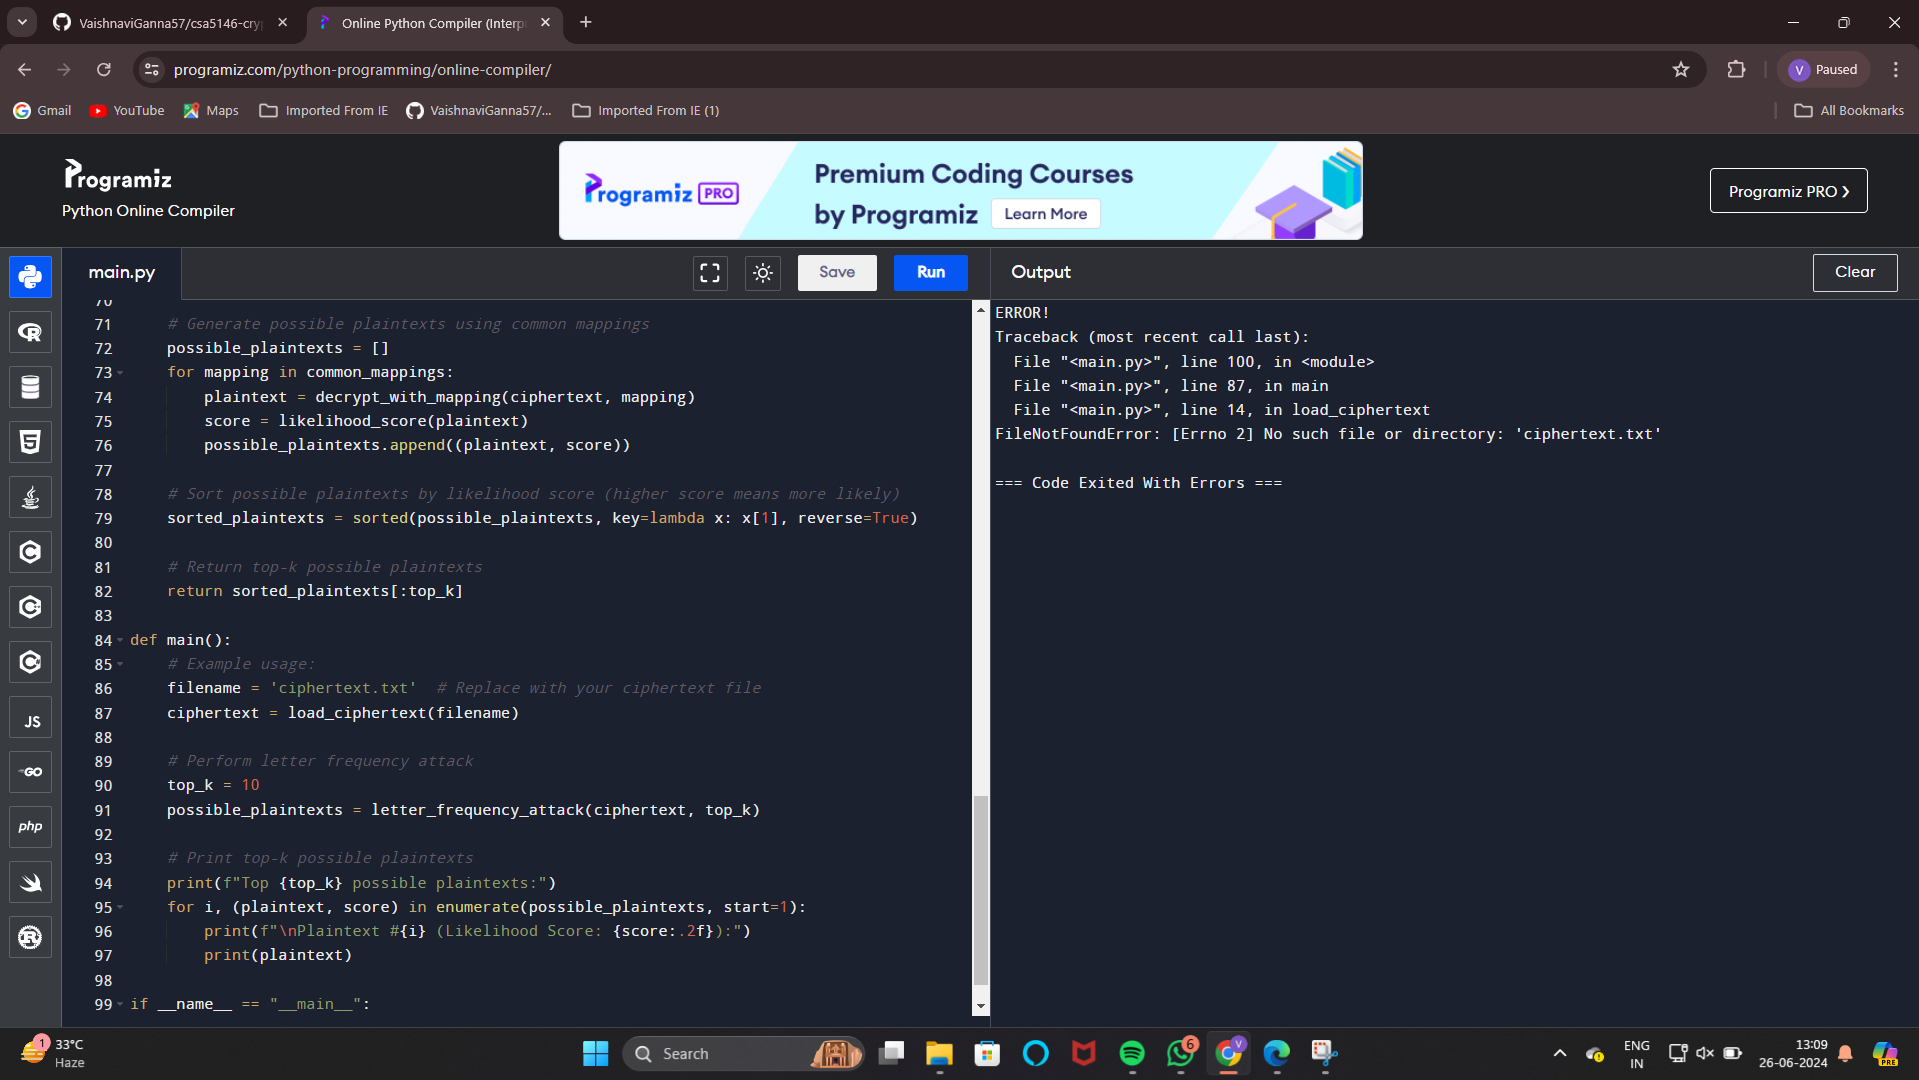 VaishnaviGanna57/csa5146-cry
Online Python Compiler (Interp
programiz.com/python-programming/online-compiler/
V Paused
Gmail
YouTube
Maps
Imported From IE
VaishnaviGanna57/...
Imported From IE (1)
All Bookmarks
Programiz
Python Online Compiler
Programiz PRO
Premium Coding Courses
by Programiz
Learn More
Programiz PRO ›
main.py
Save
Run
Output
Clear
70
71 # Generate possible plaintexts using common mappings
72 possible_plaintexts = []
73 for mapping in common_mappings:
74 plaintext = decrypt_with_mapping(ciphertext, mapping)
75 score = likelihood_score(plaintext)
76 possible_plaintexts.append((plaintext, score))
77
78 # Sort possible plaintexts by likelihood score (higher score means more likely)
79 sorted_plaintexts = sorted(possible_plaintexts, key=lambda x: x[1], reverse=True)
80
81 # Return top-k possible plaintexts
82 return sorted_plaintexts[:top_k]
83
84 def main():
85 # Example usage:
86 filename = 'ciphertext.txt' # Replace with your ciphertext file
87 ciphertext = load_ciphertext(filename)
88
89 # Perform letter frequency attack
90 top_k = 10
91 possible_plaintexts = letter_frequency_attack(ciphertext, top_k)
92
93 # Print top-k possible plaintexts
94 print(f"Top {top_k} possible plaintexts:")
95 for i, (plaintext, score) in enumerate(possible_plaintexts, start=1):
96 print(f"\nPlaintext #{i} (Likelihood Score: {score:.2f}):")
97 print(plaintext)
98
99 if __name__ == "__main__":
ERROR!
Traceback (most recent call last):
File "<main.py>", line 100, in <module>
File "<main.py>", line 87, in main
File "<main.py>", line 14, in load_ciphertext
FileNotFoundError: [Errno 2] No such file or directory: 'ciphertext.txt'
=== Code Exited With Errors ===
R
5
C
C
C
JS
GO
php
R
1
33°C
Haze
Search
6
V
ENG
IN
13:09
26-06-2024
PRE